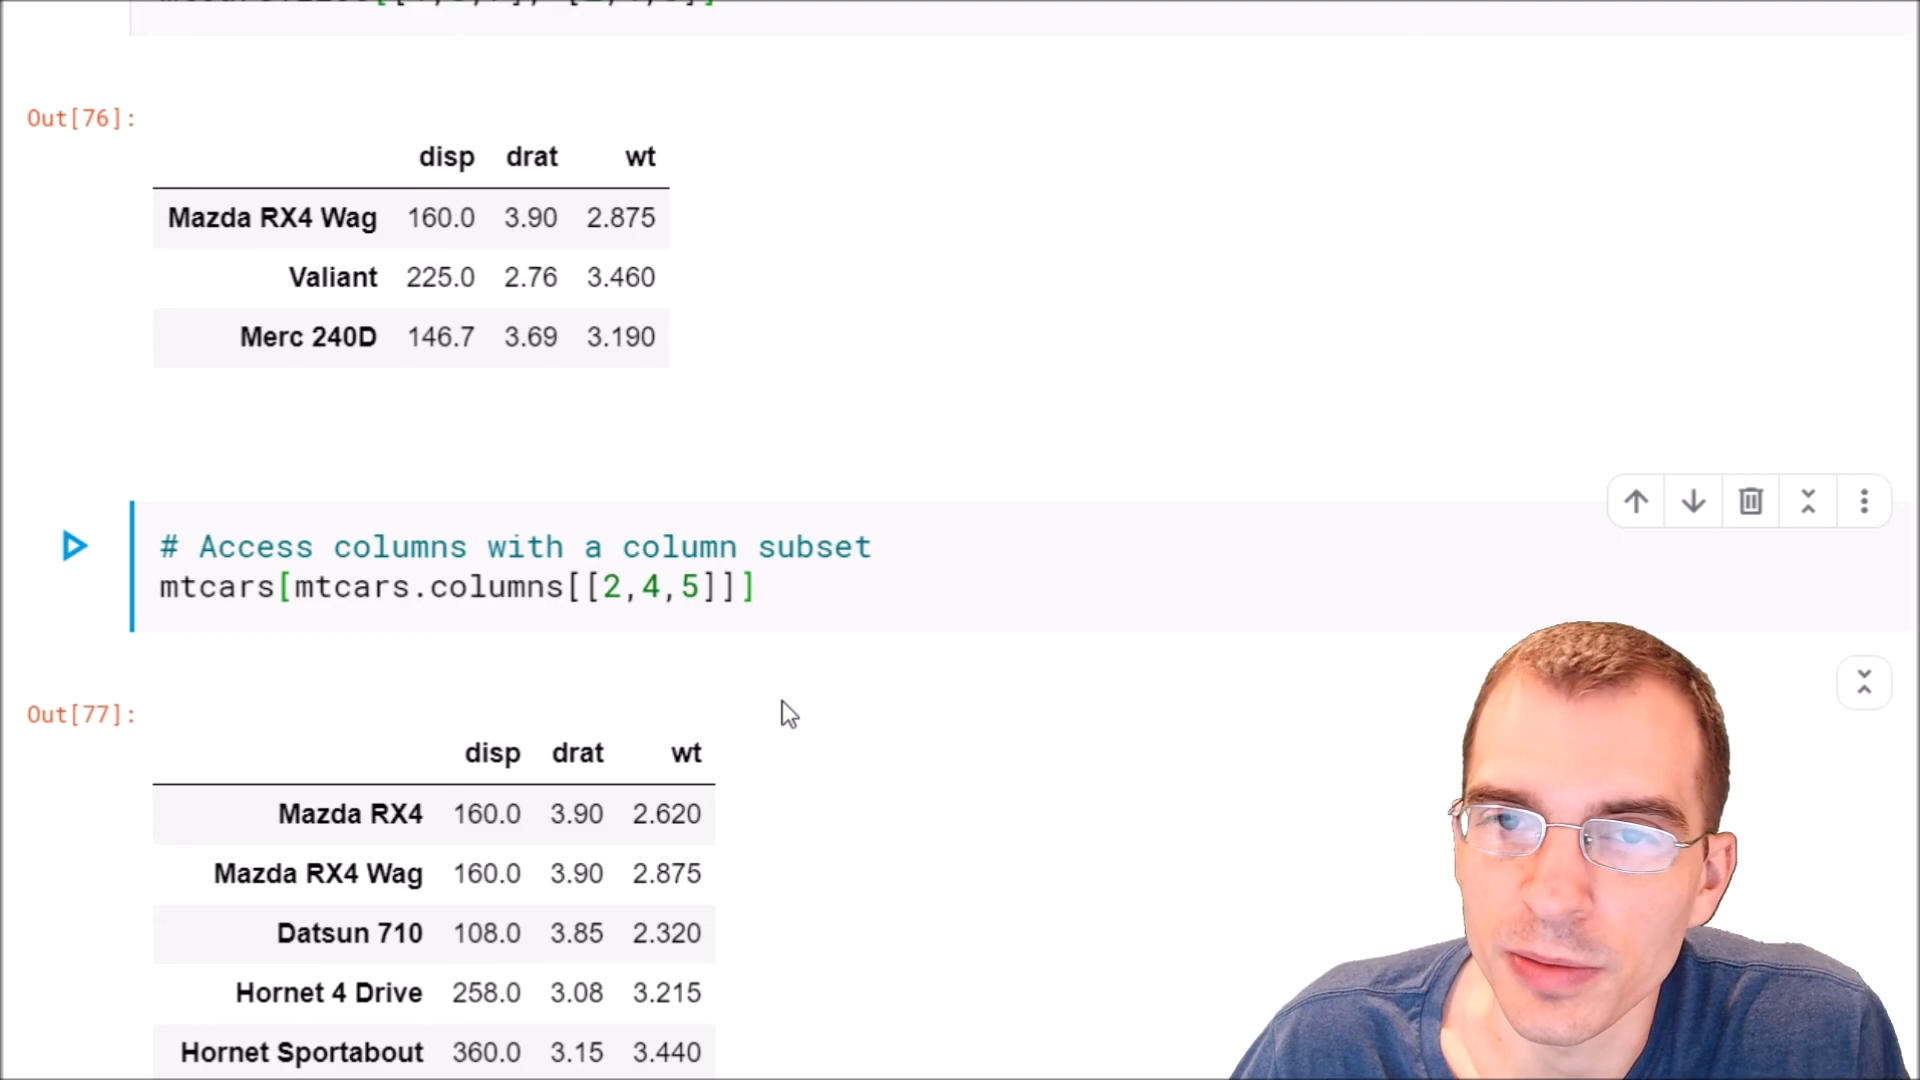 Out[76]:
disp drat wt
Mazda RX4 Wag 160.0 3.90 2.875
Valiant 225.0 2.76 3.460
Merc 240D 146.7 3.69 3.190
# Access columns with a column subset
mtcars[mtcars.columns[[2,4,5]]]
Out[77]:
disp drat wt
Mazda RX4 160.0 3.90 2.620
Mazda RX4 Wag 160.0 3.90 2.875
Datsun 710 108.0 3.85 2.320
Hornet 4 Drive 258.0 3.08 3.215
Hornet Sportabout 360.0 3.15 3.440